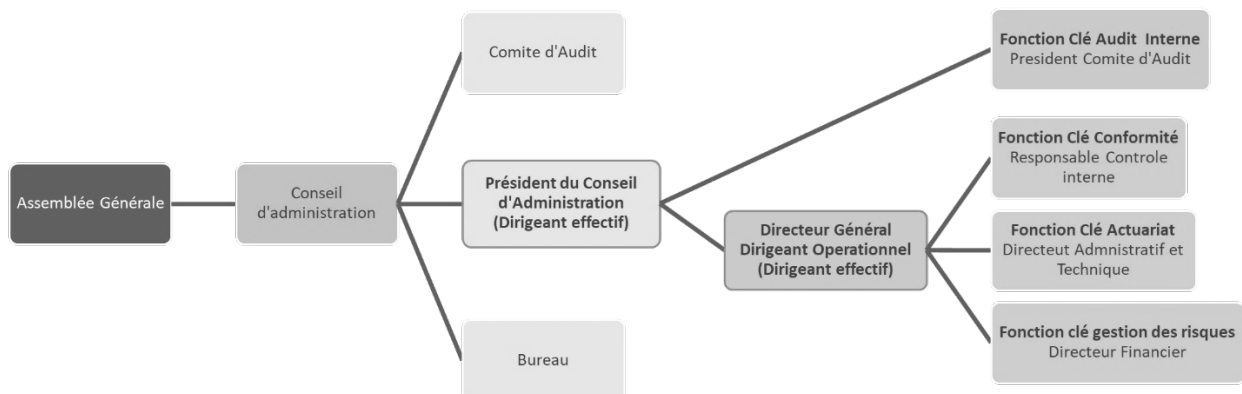 Assemblée Générale
Conseil
d'administration
Comite d'Audit
Président du Conseil
d'Administration
(Dirigeant effectif)
Bureau
Directeur Général
Dirigeant Operationnel
(Dirigeant effectif)
Fonction Clé Audit Interne
President Comite d'Audit
Fonction Clé Conformité
Responsable Controle
interne
Fonction Clé Actuariat
Directeut Admnistratif et
Technique
Fonction clé gestion des risques
Directeur Financier